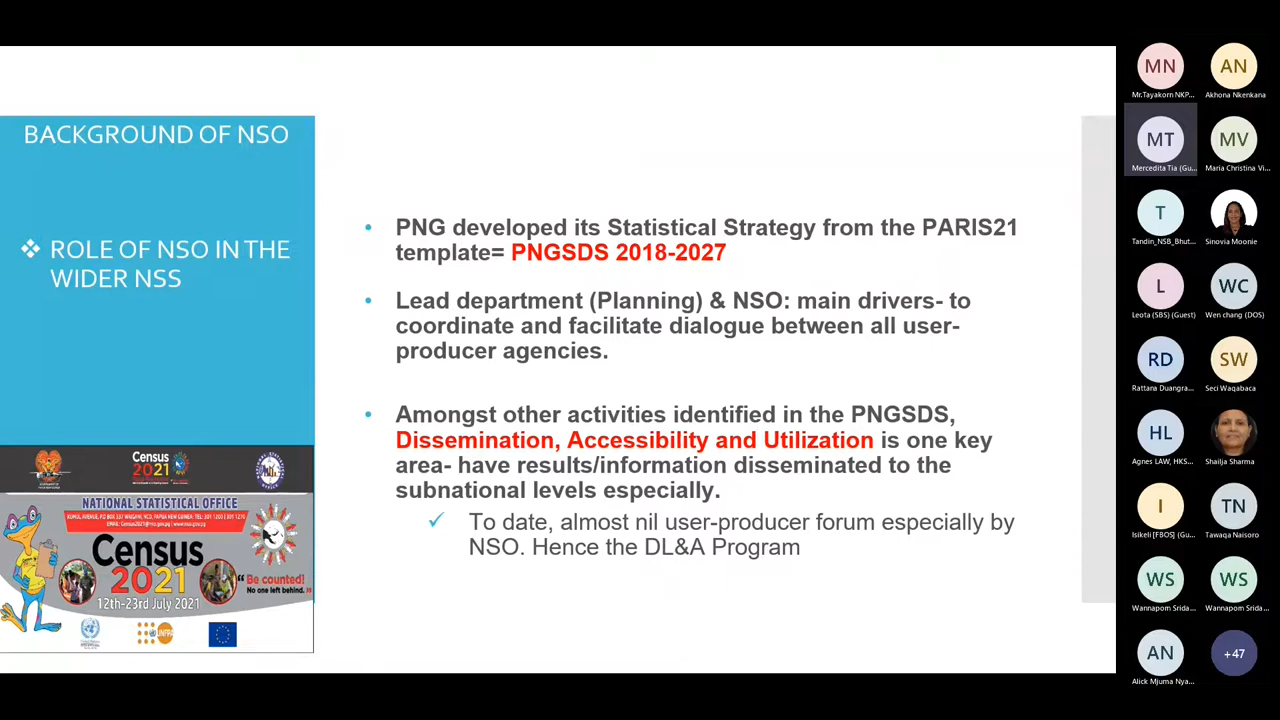 BACKGROUND OF NSO
❖ ROLE OF NSO IN THE
WIDER NSS
• PNG developed its Statistical Strategy from the PARIS21
template= PNGSDS 2018-2027
• Lead department (Planning) & NSO: main drivers- to
coordinate and facilitate dialogue between all user-
producer agencies.
• Amongst other activities identified in the PNGSDS,
Dissemination, Accessibility and Utilization is one key
area- have results/information disseminated to the
subnational levels especially.
✓ To date, almost nil user-producer forum especially by
NSO. Hence the DL&A Program
Census
2021
NATIONAL STATISTICAL OFFICE
Census
2021
12th-23rd July 2021
"Be counted!
No one left behind."
UNFPA
MN
Mr.Tayakorn NKP...
AN
Akhona Nkenkana
MT
Mercedita Tia (Gu...
MV
Maria Christina Vi...
T
Tandin_NSB_Bhut...
Sinovia Moonie
L
Leota (SBS) (Guest)
WC
Wen chang (DOS)
RD
Rattana Duangra...
SW
Seci Waqabaca
HL
Agnes LAW, HKS...
Shailja Sharma
I
Isikeli [FBOS] (Gu...
TN
Tawaqa Naisoro
WS
Wannapom Srida...
WS
Wannapom Srida...
AN
Alick Mjuma Nya...
+47